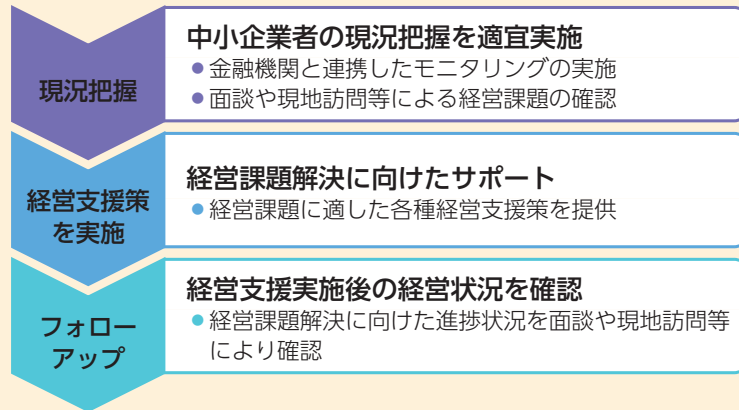 現況把握
中小企業者の現況把握を適宜実施
●金融機関と連携したモニタリングの実施
●面談や現地訪問等による経営課題の確認
経営支援策
を実施
経営課題解決に向けたサポート
●経営課題に適した各種経営支援策を提供
フォロー
アップ
経営支援実施後の経営状況を確認
●経営課題解決に向けた進捗状況を面談や現地訪問等
により確認